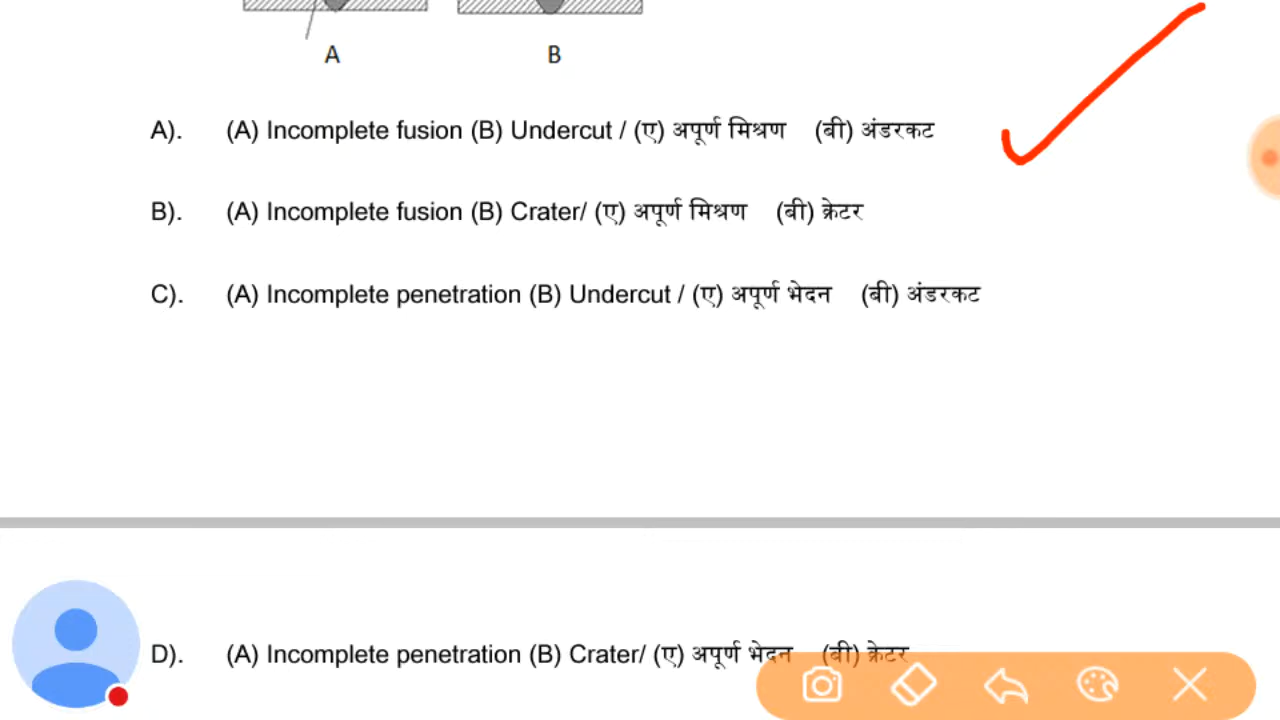 A B
A). (A) Incomplete fusion (B) Undercut / (ए) अपूर्ण मिश्रण (बी) अंडरकट
B). (A) Incomplete fusion (B) Crater/ (ए) अपूर्ण मिश्रण (बी) क्रेटर
C). (A) Incomplete penetration (B) Undercut / (ए) अपूर्ण भेदन (बी) अंडरकट
D). (A) Incomplete penetration (B) Crater/ (ए) अपूर्ण भेदन (बी) क्रेटर